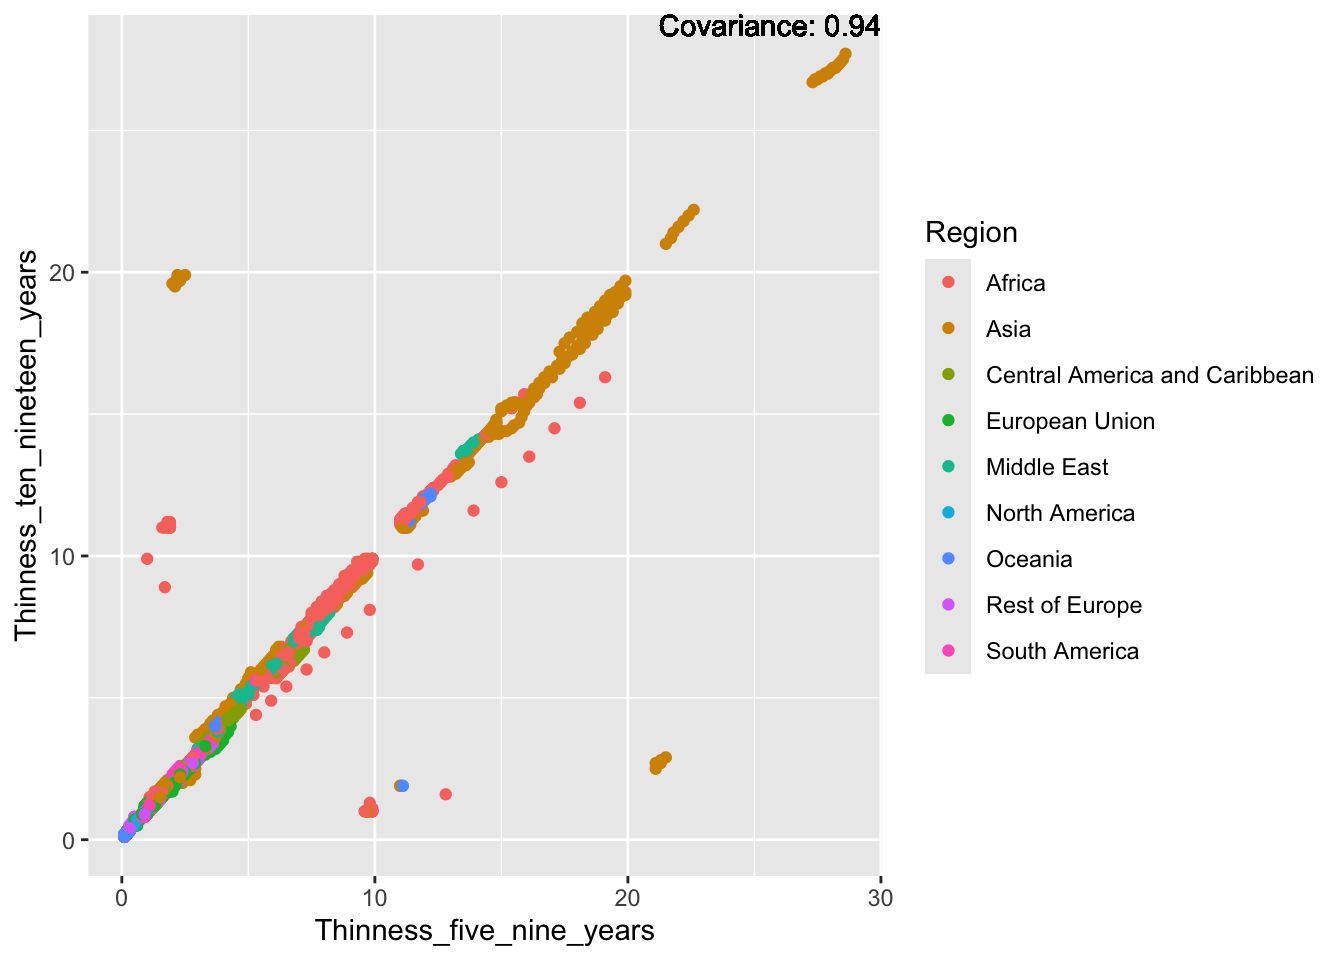 Covariance: 0.94
20
10
0
0
10
20
30
Thinness_ten_nineteen_years
Thinness_five_nine_years
Region
Africa
Asia
Central America and Caribbean
European Union
Middle East
North America
Oceania
Rest of Europe
South America